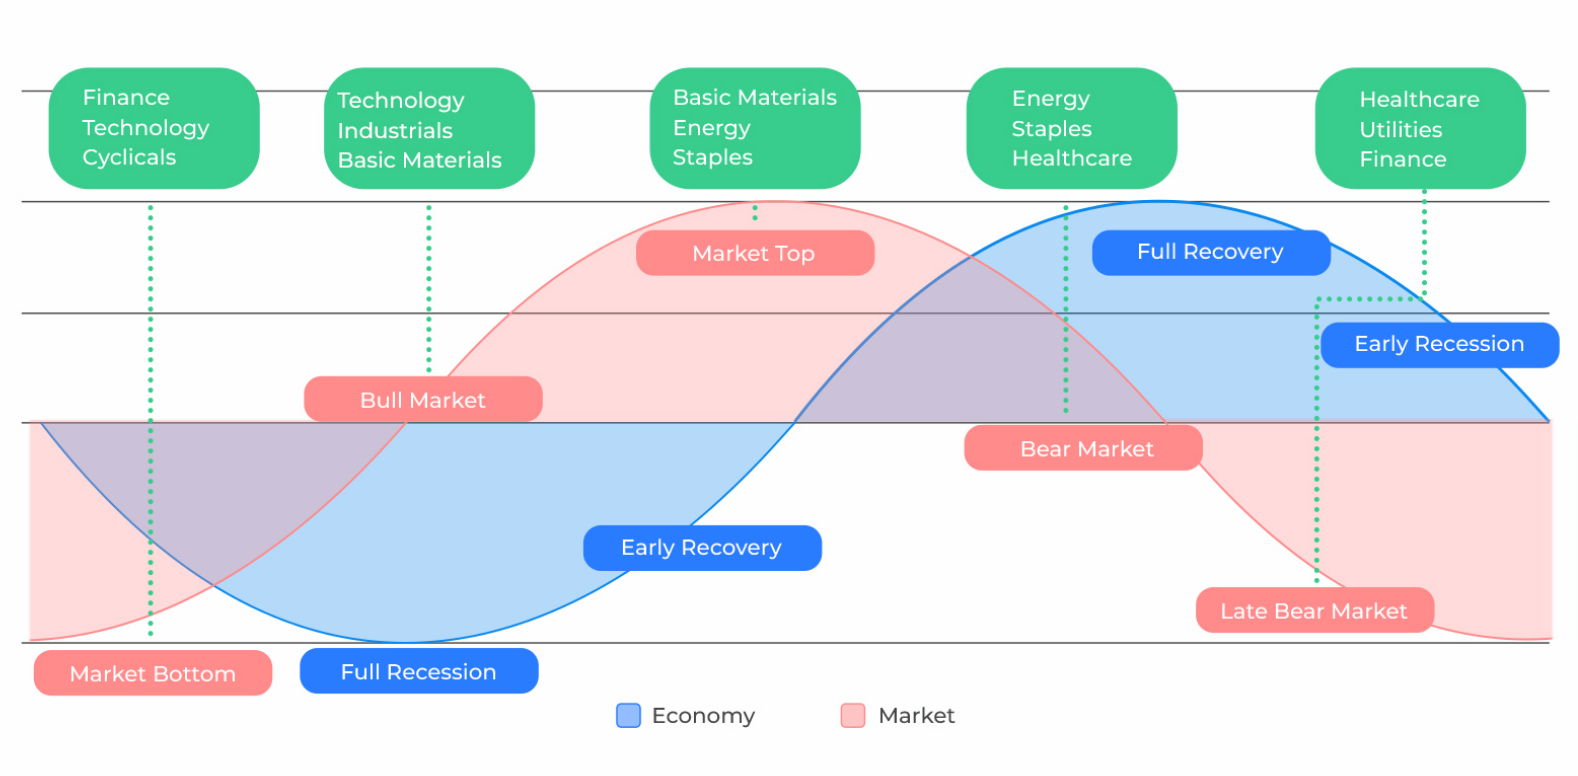 Finance
Technology
Cyclicals
Technology
Industrials
Basic Materials
Basic Materials
Energy
Staples
Energy
Staples
Healthcare
Healthcare
Utilities
Finance
Market Top
Full Recovery
Early Recession
Bull Market
Bear Market
Early Recovery
Late Bear Market
Market Bottom
Full Recession
Economy
Market